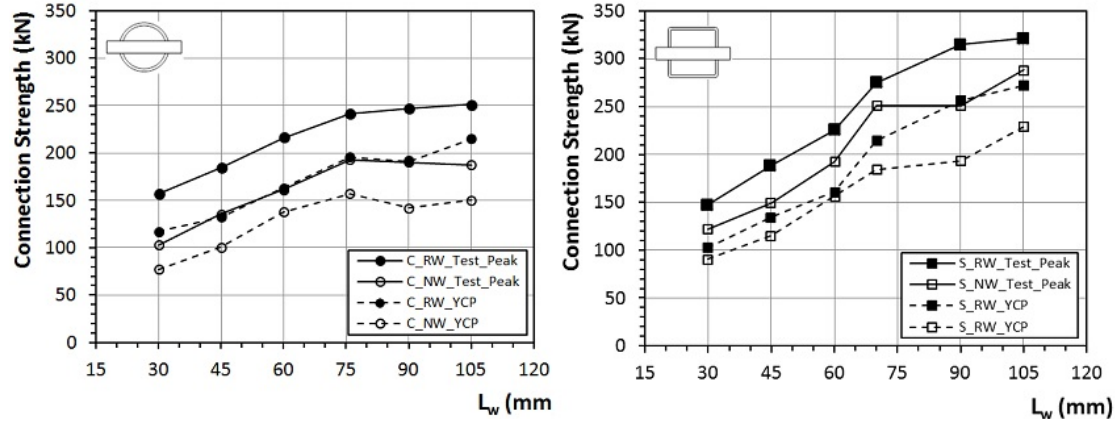 Connection Strength (kN)
350
300
250
200
150
100
50
0
15 30 45 60 75 90 105 120
L_w (mm
C_RW_Test_Peak
C_NW_Test_Peak
C_RW_YCP
C_NW_YCP
Connection Strength (kN)
350
300
250
200
150
100
50
0
15 30 45 60 75 90 105 120
L_w (mm)
S_RW_Test_Peak
S_NW_Test_Peak
S_RW_YCP
S_RW_YCP